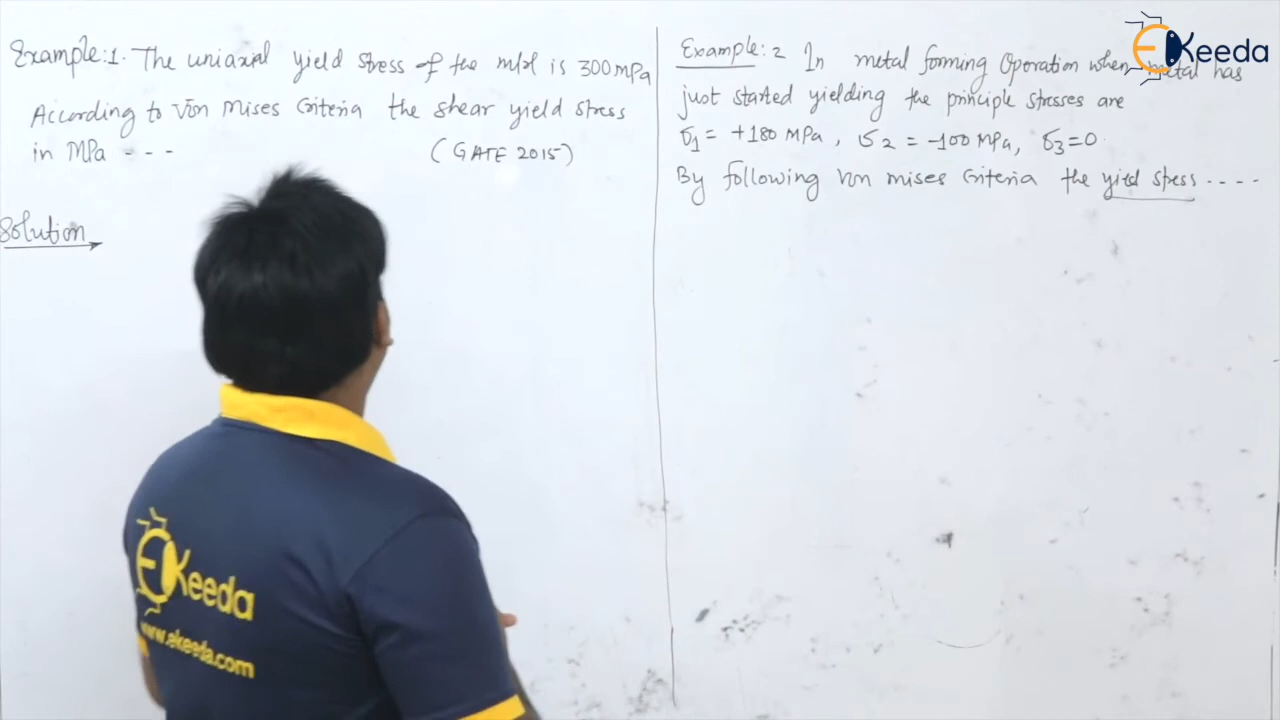 Example:1. The uniaxial yield stress of the m/rl is 300 MPa
According to Von Mises Criteria the shear yield stress
in MPa - - -
(GATE 2015)
Solution
Example: 2 In metal forming Operation when metal has
just started yielding the principle stresses are
σ1 = +180 MPa, σ2 = -100 MPa, σ3=0.
By following Von mises Criteria the yield stress ----
EKeeda
EKeeda
www.ekeeda.com